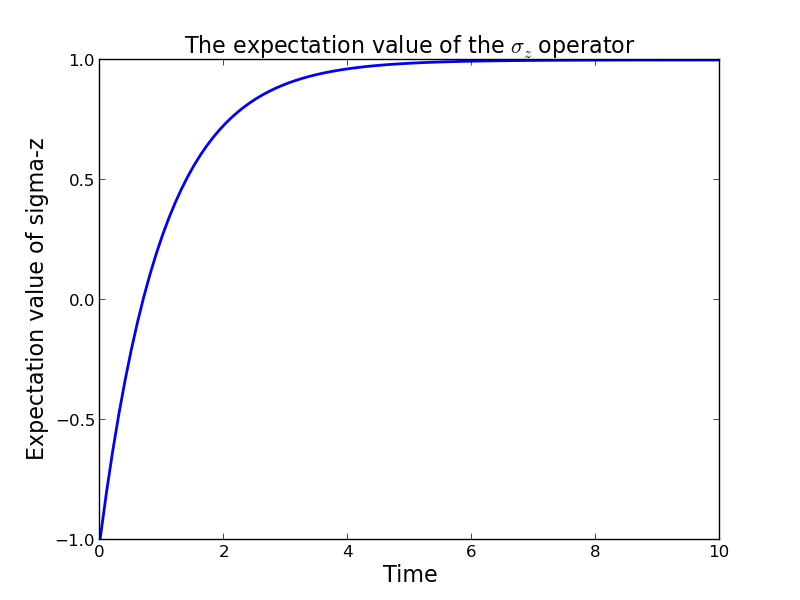 The expectation value of the σ_z operator
Expectation value of sigma-z
1.0
0.5
0.0
−0.5
−1.0
0 2 4 6 8 10
Time